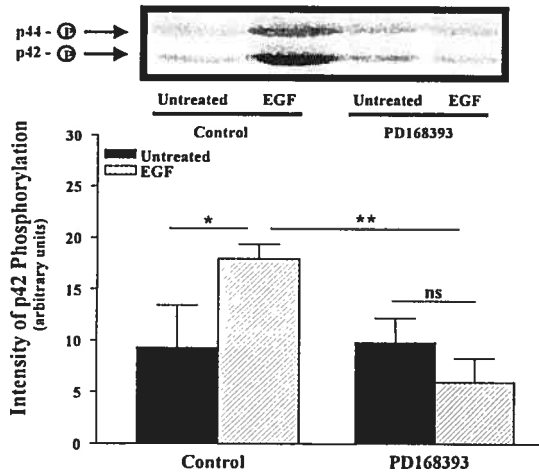 p44 - P
p42 - P
Untreated EGF Untreated EGF
Control PD168393
Intensity of p42 Phosphorylation
(arbitrary units)
30
25
20
15
10
5
0
Untreated
EGF
*
**
ns
Control PD168393